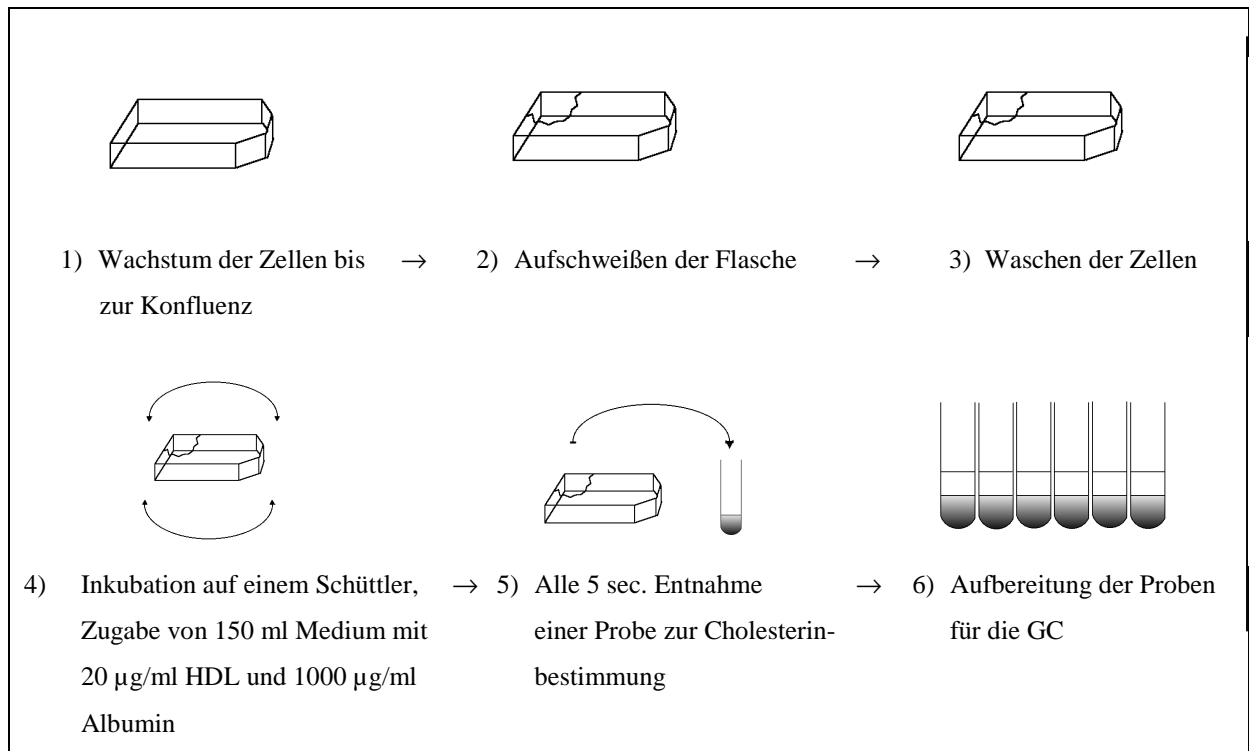 1) Wachstum der Zellen bis → 2) Aufschweißen der Flasche → 3) Waschen der Zellen
zur Konfluenz
4) Inkubation auf einem Schüttler, → 5) Alle 5 sec. Entnahme → 6) Aufbereitung der Proben
Zugabe von 150 ml Medium mit einer Probe zur Cholesterin- für die GC
20 µg/ml HDL und 1000 µg/ml bestimmung
Albumin